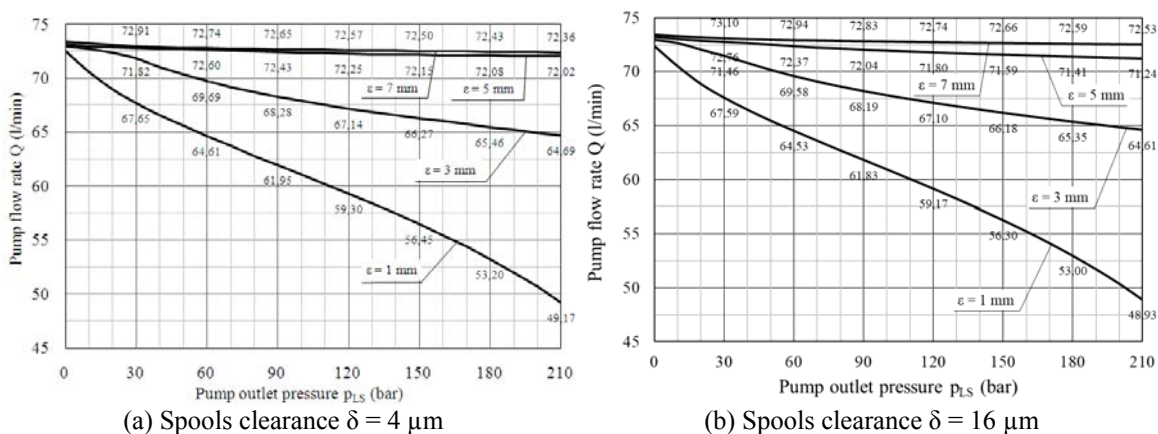 75
72,91 72,74 72,65 72,57 72,50 72,43 72,36
70
71,82 72,60 72,43 72,25 72,15 72,08 72,02
ε = 7 mm
ε = 5 mm
69,69 68,28 67,14 66,27 65,46 64,69
67,65
65
64,61
ε = 3 mm
61,95
60
59,30
56,45
55
53,20
ε = 1 mm
50
49,17
45
0 30 60 90 120 150 180 210
Pump flow rate Q (l/min)
Pump outlet pressure pLS (bar)
(a) Spools clearance δ = 4 µm
75
73,10 72,94 72,83 72,74 72,66 72,59 72,53
72,76 72,37 72,04 71,80 71,59 71,41 71,24
ε = 7 mm
ε = 5 mm
70
71,46 69,58 68,19 67,10 66,18 65,35 64,61
67,59
65
64,53
ε = 3 mm
61,83
60
59,17
56,30
55
53,00
ε = 1 mm
50
48,93
45
0 30 60 90 120 150 180 210
Pump flow rate Q (l/min)
Pump outlet pressure pLS (bar)
(b) Spools clearance δ = 16 µm